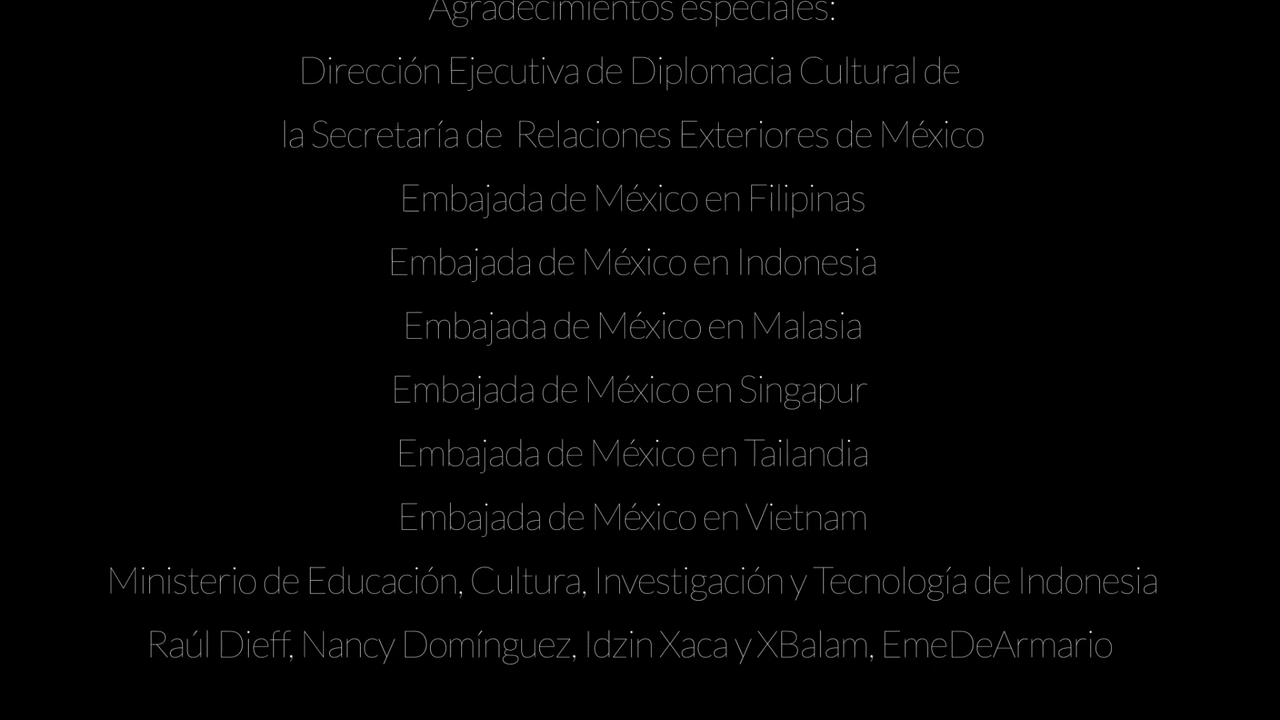 Agradecimientos especiales:
Dirección Ejecutiva de Diplomacia Cultural de
la Secretaría de Relaciones Exteriores de México
Embajada de México en Filipinas
Embajada de México en Indonesia
Embajada de México en Malasia
Embajada de México en Singapur
Embajada de México en Tailandia
Embajada de México en Vietnam
Ministerio de Educación, Cultura, Investigación y Tecnología de Indonesia
Raúl Dieff, Nancy Domínguez, Idzin Xaca y XBalam, EmeDeArmario